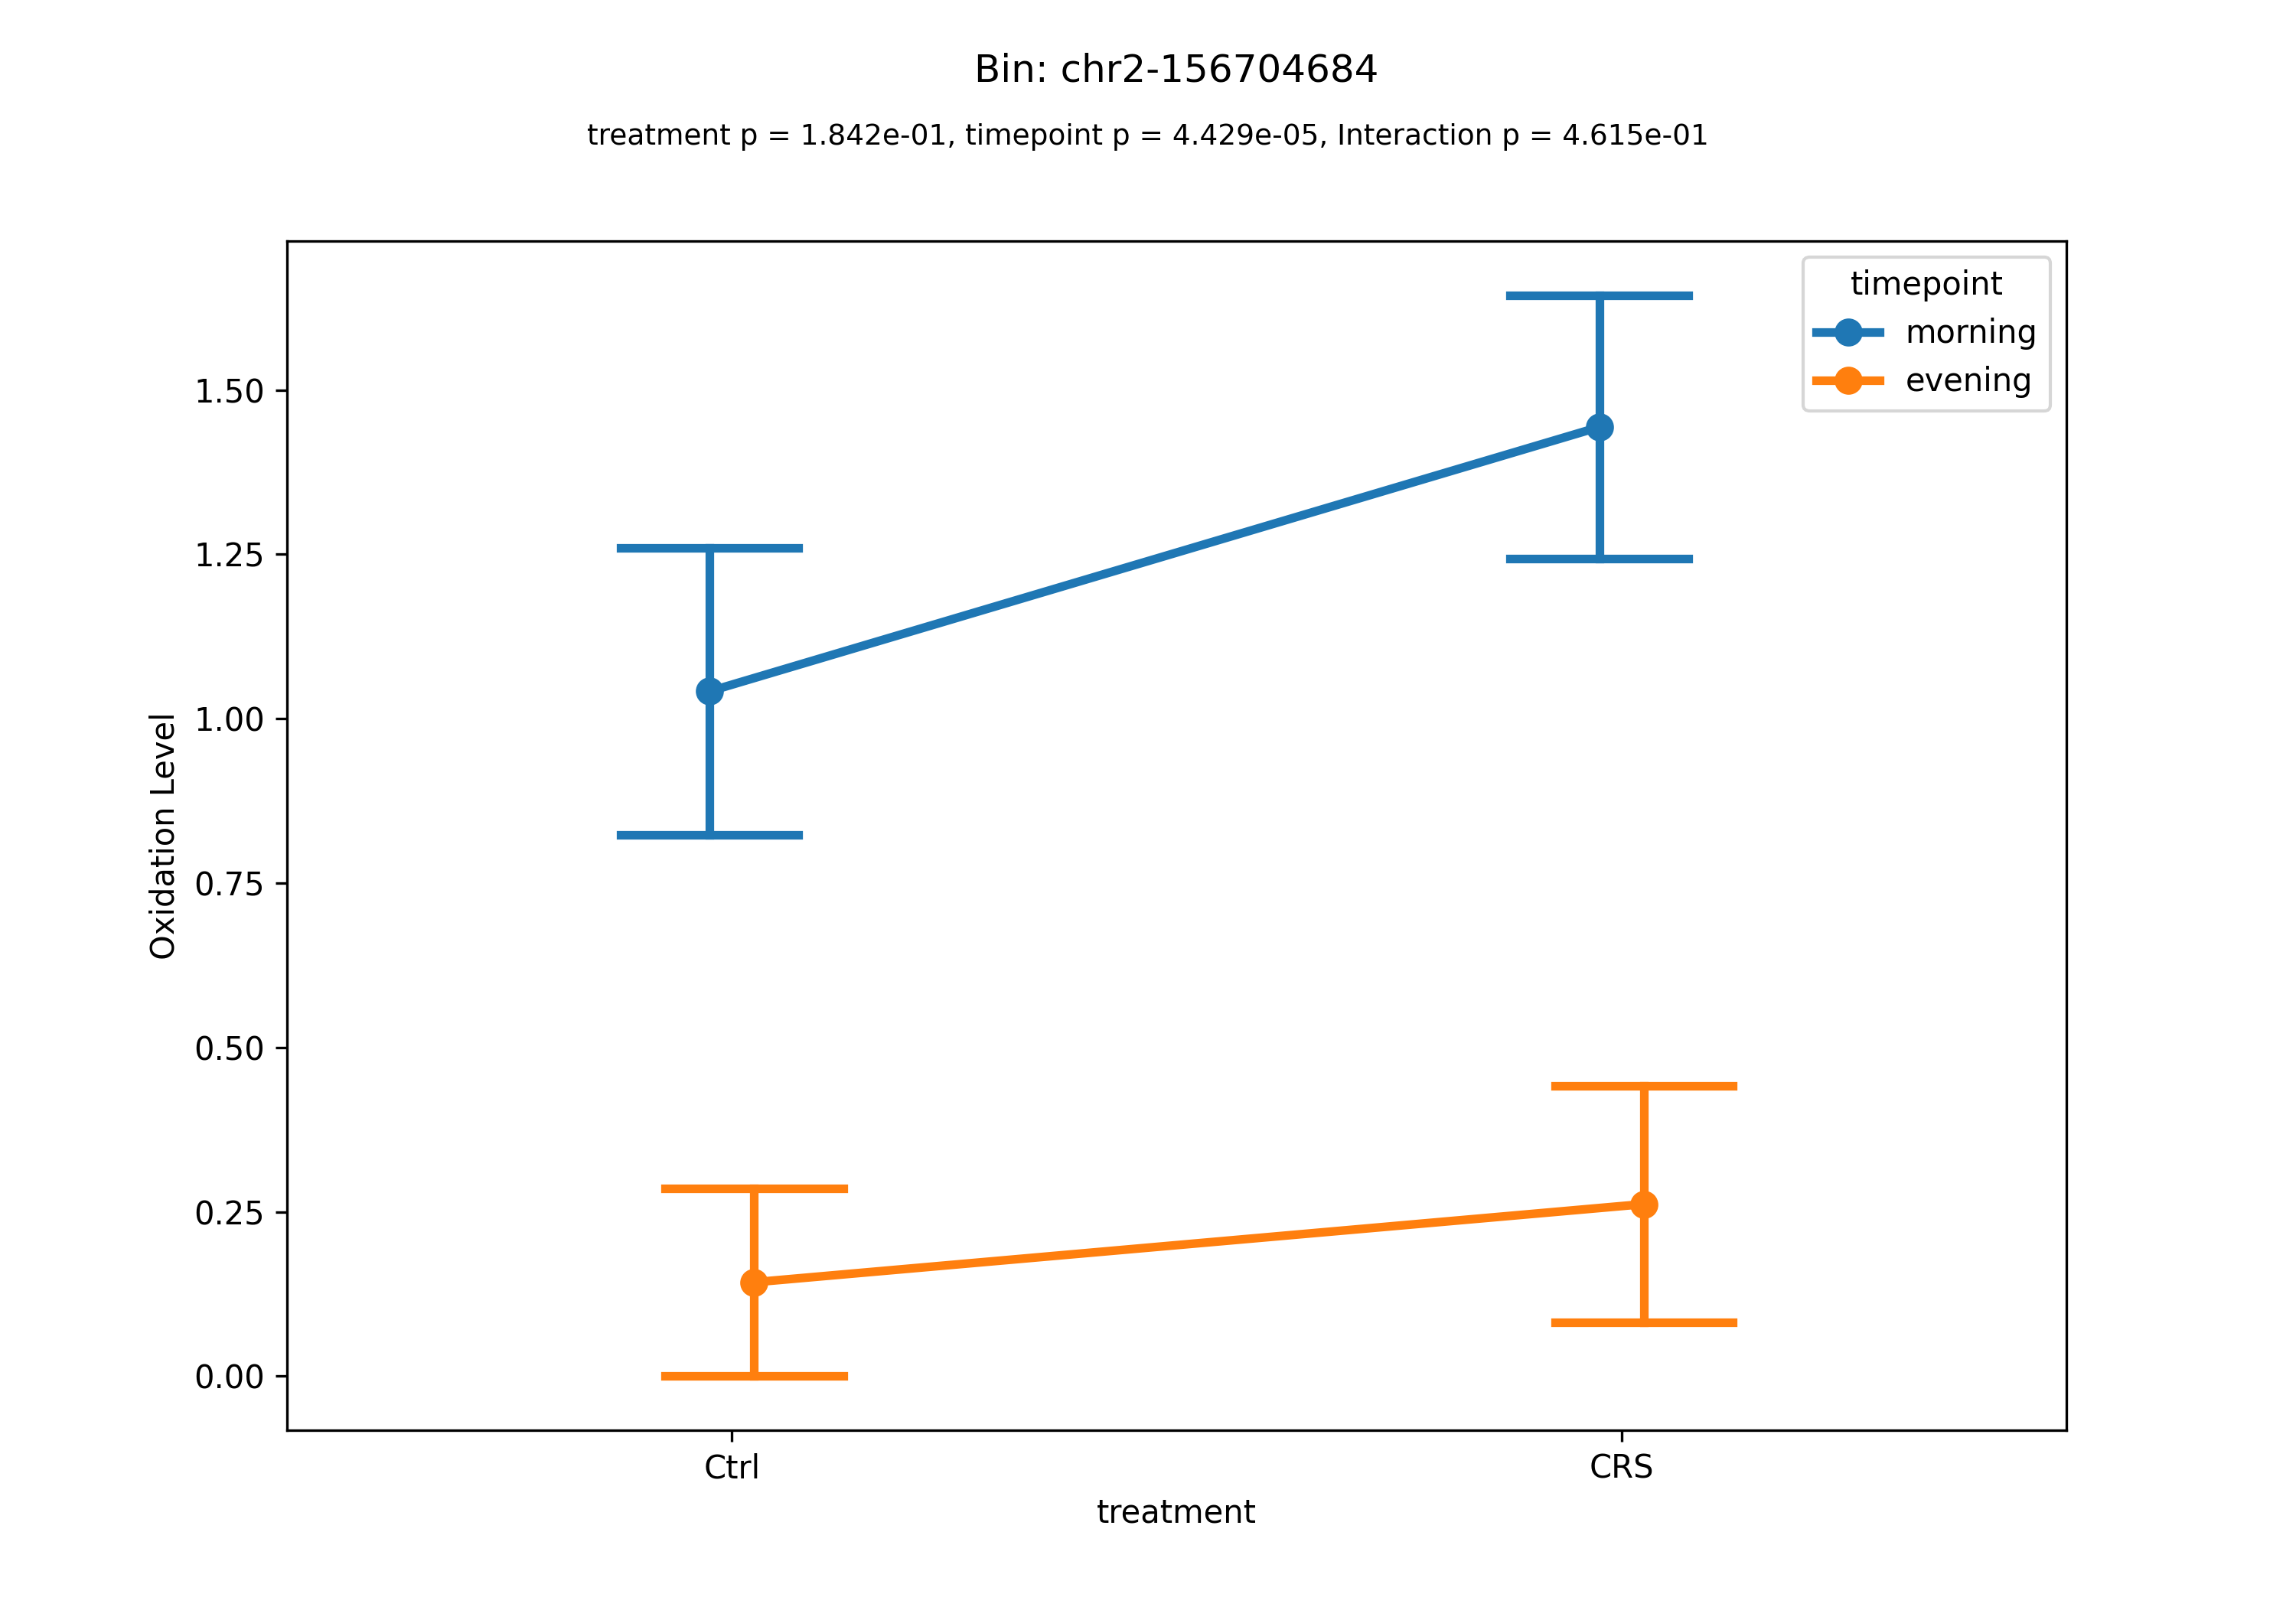 Bin: chr2-156704684
treatment p = 1.842e-01, timepoint p = 4.429e-05, Interaction p = 4.615e-01
timepoint
morning
evening
1.50
1.25
1.00
0.75
0.50
0.25
0.00
Oxidation Level
Ctrl
CRS
treatment